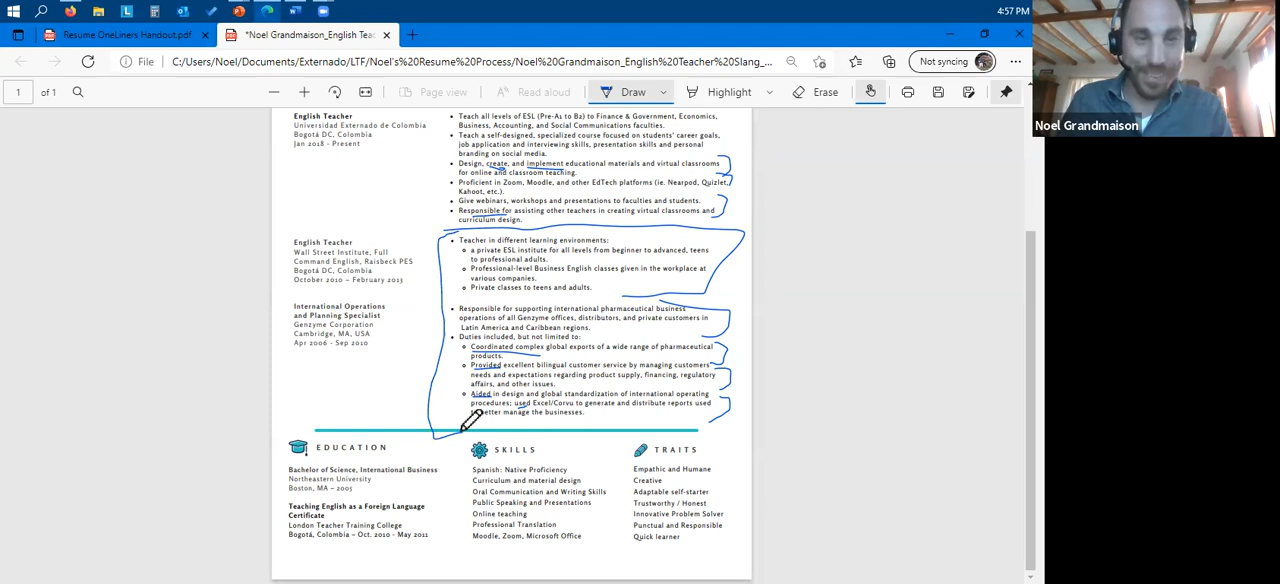 4:57 PM
Resume OneLiners Handout.pdf
*Noel Grandmaison_English Teac
File
C:/Users/Noel/Documents/Externado/LTF/Noel's%20Resume%20Process/Noel%20Grandmaison_English%20Teacher%20Slang_...
Not syncing
1 of 1
Page view
Read aloud
Draw
Highlight
Erase
Noel Grandmaison
English Teacher
Universidad Externado de Colombia
Bogotá DC, Colombia
Jan 2018 - Present
• Teach all levels of ESL (Pre-A1 to B2) to Finance & Government, Economics,
Business, Accounting, and Social Communications faculties.
• Teach a self-designed, specialized course focused on students' career goals,
job application and interviewing skills, presentation skills and personal
branding on social media.
• Design, create, and implement educational materials and virtual classrooms
for online and classroom teaching.
• Proficient in Zoom, Moodle, and other EdTech platforms (ie. Nearpod, Quizlet,
Kahoot, etc.).
• Give webinars, workshops and presentations to faculties and students.
• Responsible for assisting other teachers in creating virtual classrooms and
curriculum design.
English Teacher
Wall Street Institute, Full
Command English, Raisbeck PES
Bogotá DC, Colombia
October 2010 – February 2013
• Teacher in different learning environments:
a private ESL institute for all levels from beginner to advanced, teens
to professional adults.
Professional-level Business English classes given in the workplace at
various companies.
Private classes to teens and adults.
International Operations
and Planning Specialist
Genzyme Corporation
Cambridge, MA, USA
Apr 2006 - Sep 2010
• Responsible for supporting international pharmaceutical business
operations of all Genzyme offices, distributors, and private customers in
Latin America and Caribbean regions.
• Duties included, but not limited to:
Coordinated complex global exports of a wide range of pharmaceutical
products.
Provided excellent bilingual customer service by managing customers'
needs and expectations regarding product supply, financing, regulatory
affairs, and other issues.
Aided in design and global standardization of international operating
procedures; used Excel/Corvu to generate and distribute reports used
better manage the businesses.
EDUCATION
Bachelor of Science, International Business
Northeastern University
Boston, MA – 2005
Teaching English as a Foreign Language
Certificate
London Teacher Training College
Bogotá, Colombia – Oct. 2010 - May 2011
SKILLS
Spanish: Native Proficiency
Curriculum and material design
Oral Communication and Writing Skills
Public Speaking and Presentations
Online teaching
Professional Translation
Moodle, Zoom, Microsoft Office
TRAITS
Empathic and Humane
Creative
Adaptable self-starter
Trustworthy / Honest
Innovative Problem Solver
Punctual and Responsible
Quick learner